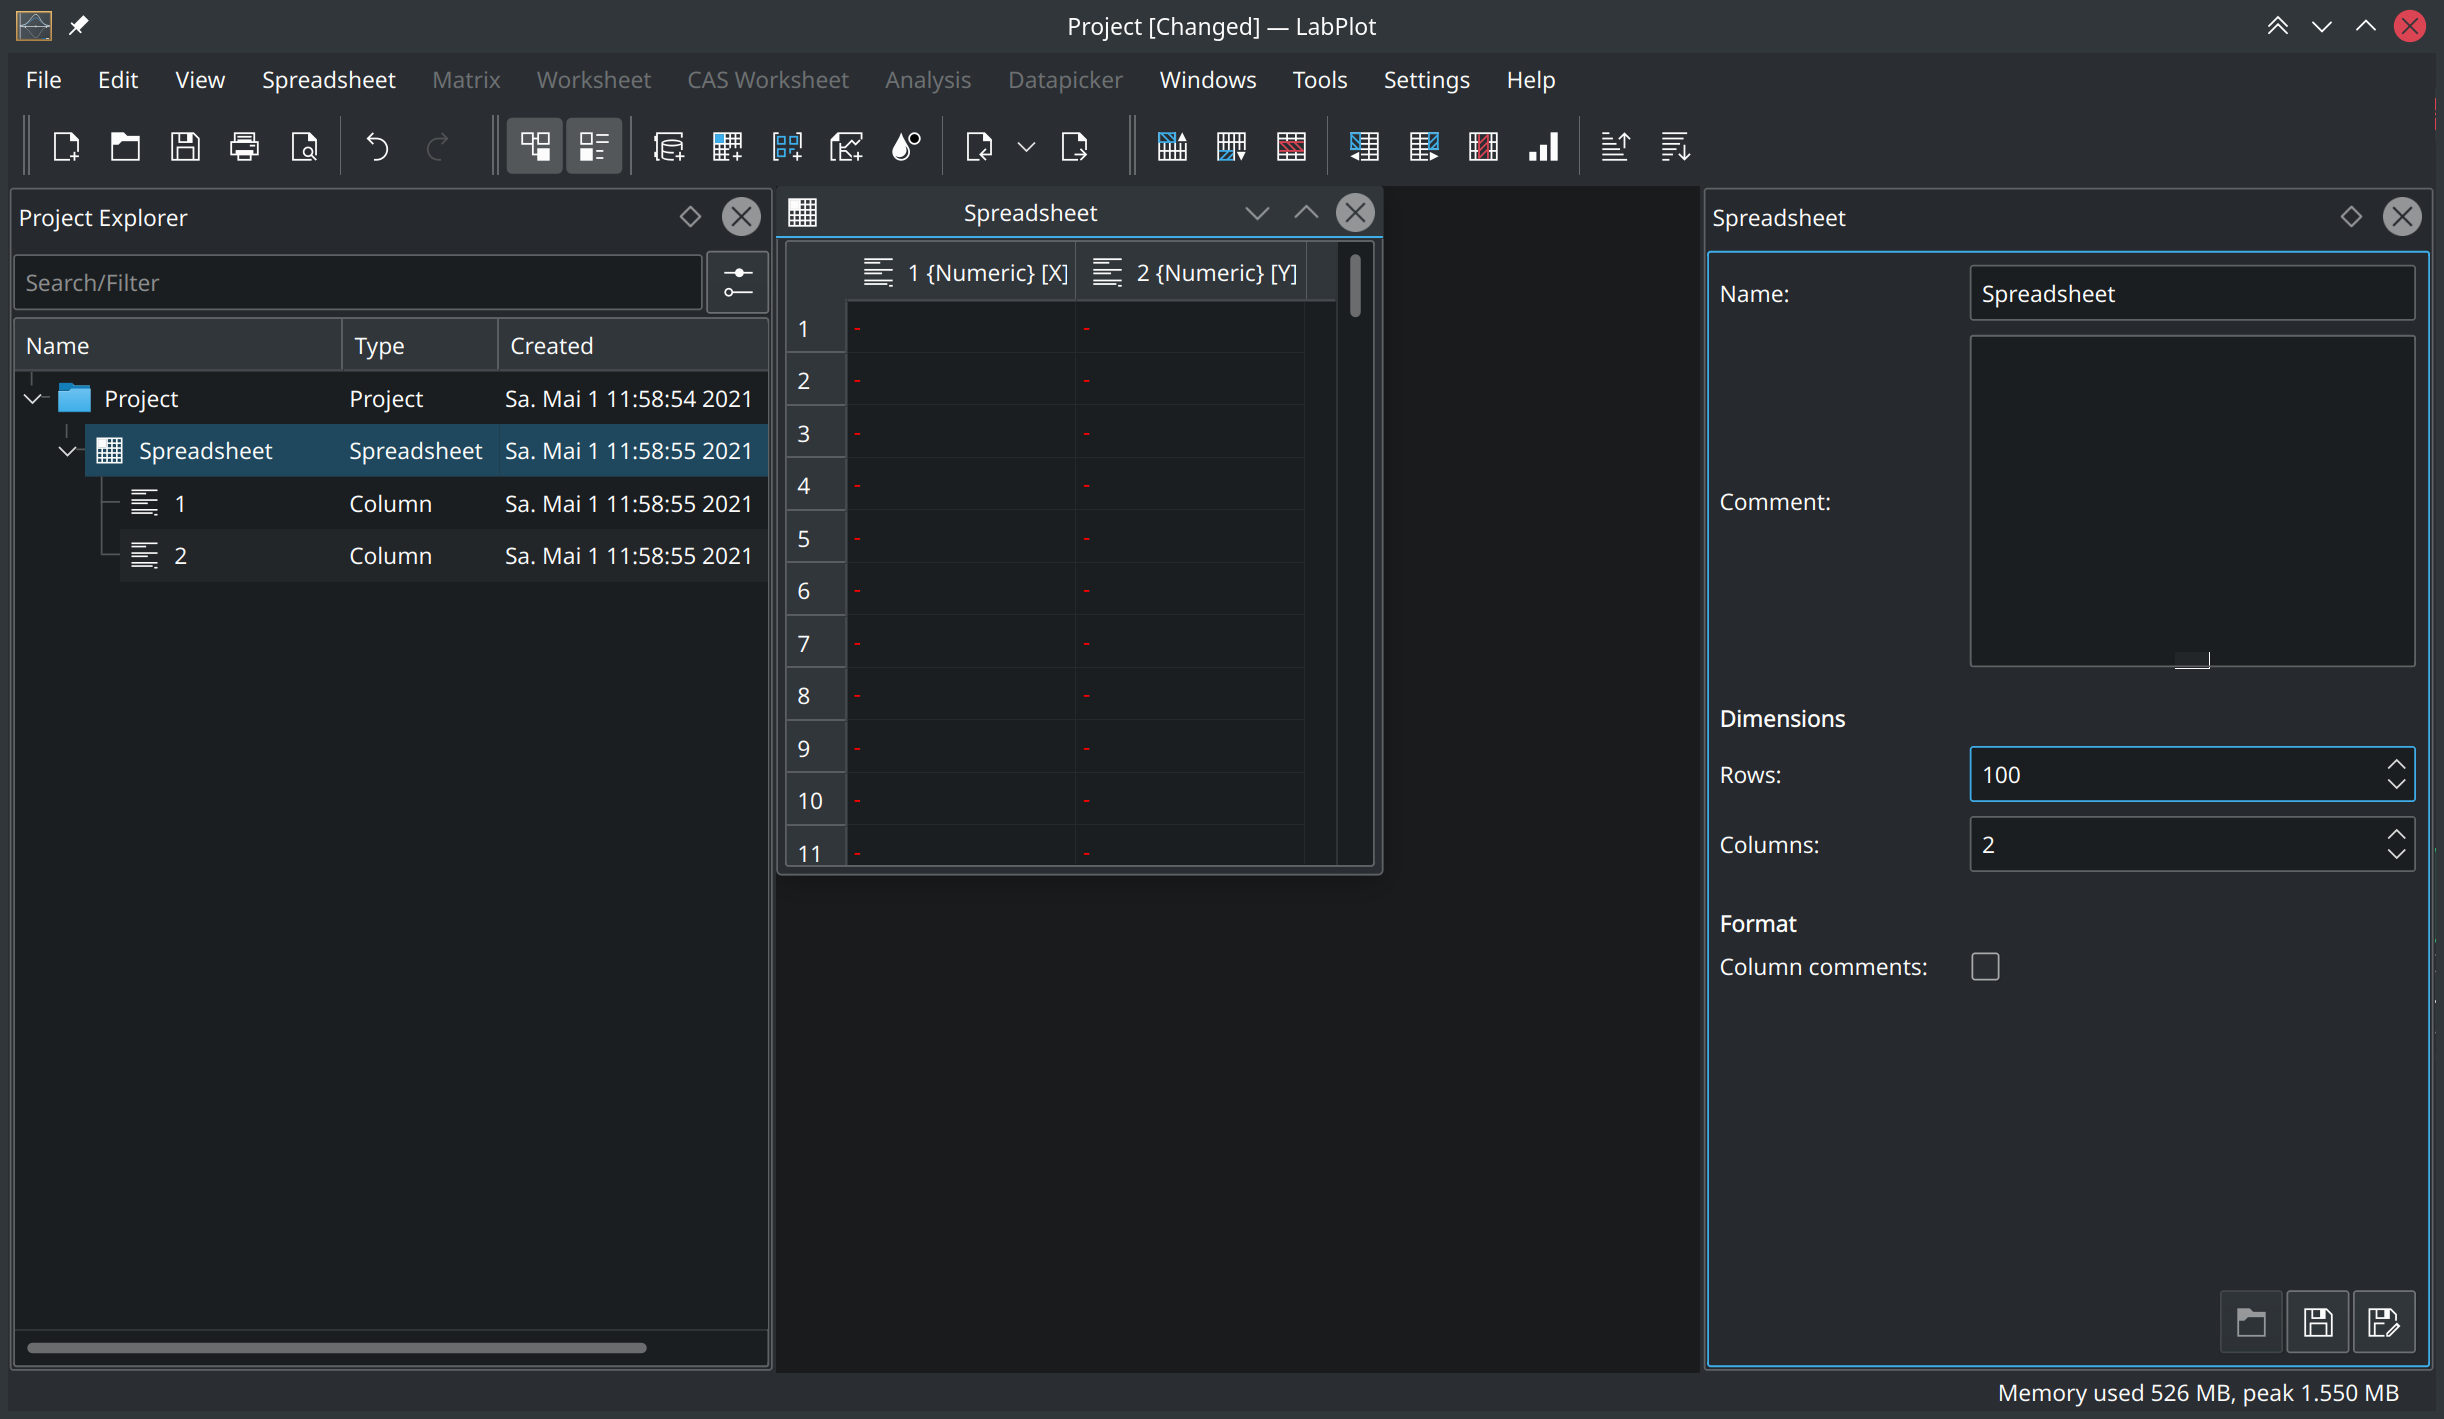 Project [Changed] — LabPlot
File Edit View Spreadsheet Matrix Worksheet CAS Worksheet Analysis Datapicker Windows Tools Settings Help
Project Explorer
Search/Filter
Name Type Created
Project Project Sa. Mai 1 11:58:54 2021
Spreadsheet Spreadsheet Sa. Mai 1 11:58:55 2021
1 Column Sa. Mai 1 11:58:55 2021
2 Column Sa. Mai 1 11:58:55 2021
Spreadsheet
1 {Numeric} [X] 2 {Numeric} [Y]
1 - -
2 - -
3 - -
4 - -
5 - -
6 - -
7 - -
8 - -
9 - -
10 - -
11 - -
Spreadsheet
Name: Spreadsheet
Comment:
Dimensions
Rows: 100
Columns: 2
Format
Column comments:
Memory used 526 MB, peak 1.550 MB